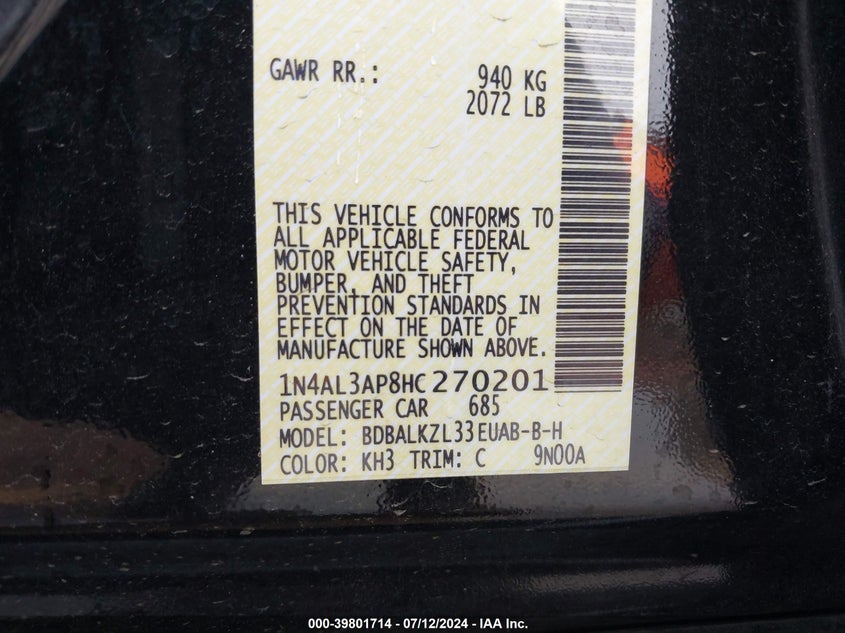 GAWR RR.: 940 KG
2072 LB
THIS VEHICLE CONFORMS TO
ALL APPLICABLE FEDERAL
MOTOR VEHICLE SAFETY,
BUMPER, AND THEFT
PREVENTION STANDARDS IN
EFFECT ON THE DATE OF
MANUFACTURE SHOWN ABOVE.
1N4AL3AP8HC270201
PASSENGER CAR 685
MODEL: BDBALKZL33EUAB-B-H
COLOR: KH3 TRIM: C 9N00A
000-39801714 - 07/12/2024 - IAA Inc.